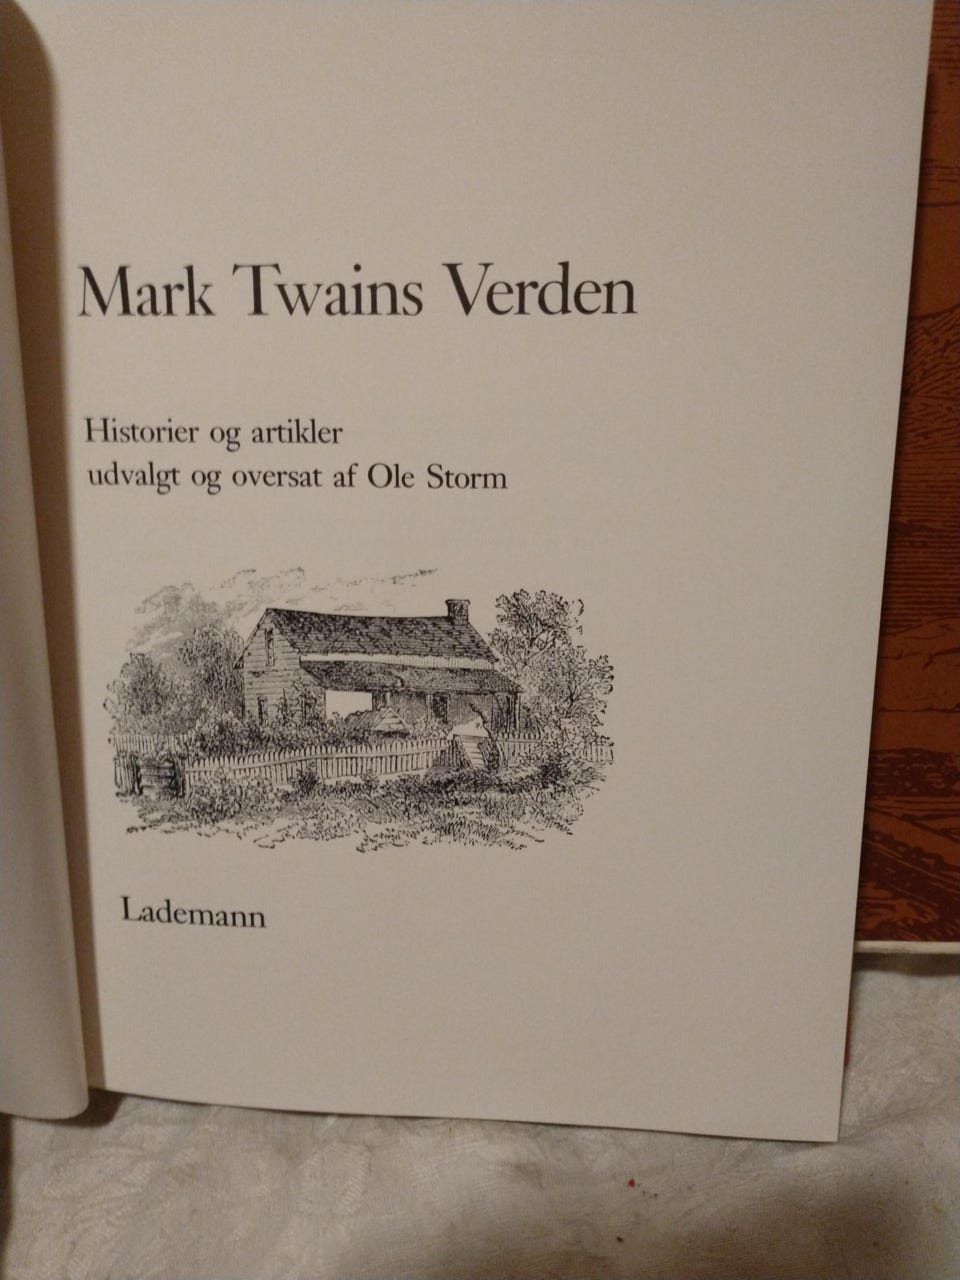 Mark Twains Verden
Historier og artikler
udvalgt og oversat af Ole Storm
Lademann